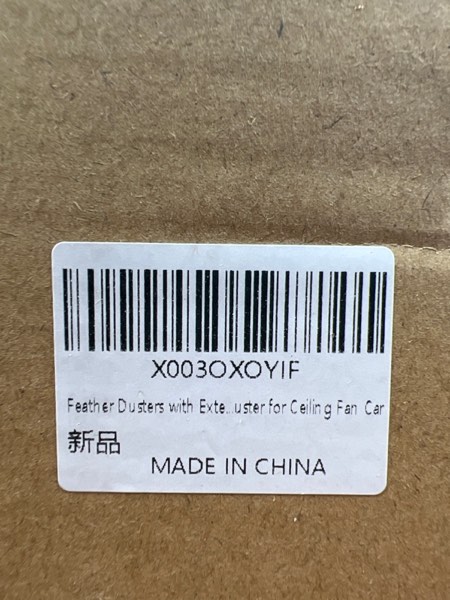 X003OXOYIF
Feather Dusters with Exte...uster for Ceiling Fan Car
新品
MADE IN CHINA